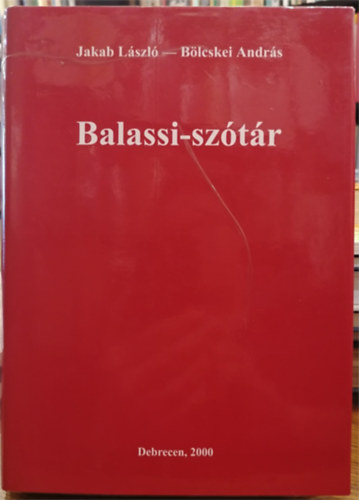 Jakab László — Bölcskei András
Balassi-szótár
Debrecen, 2000